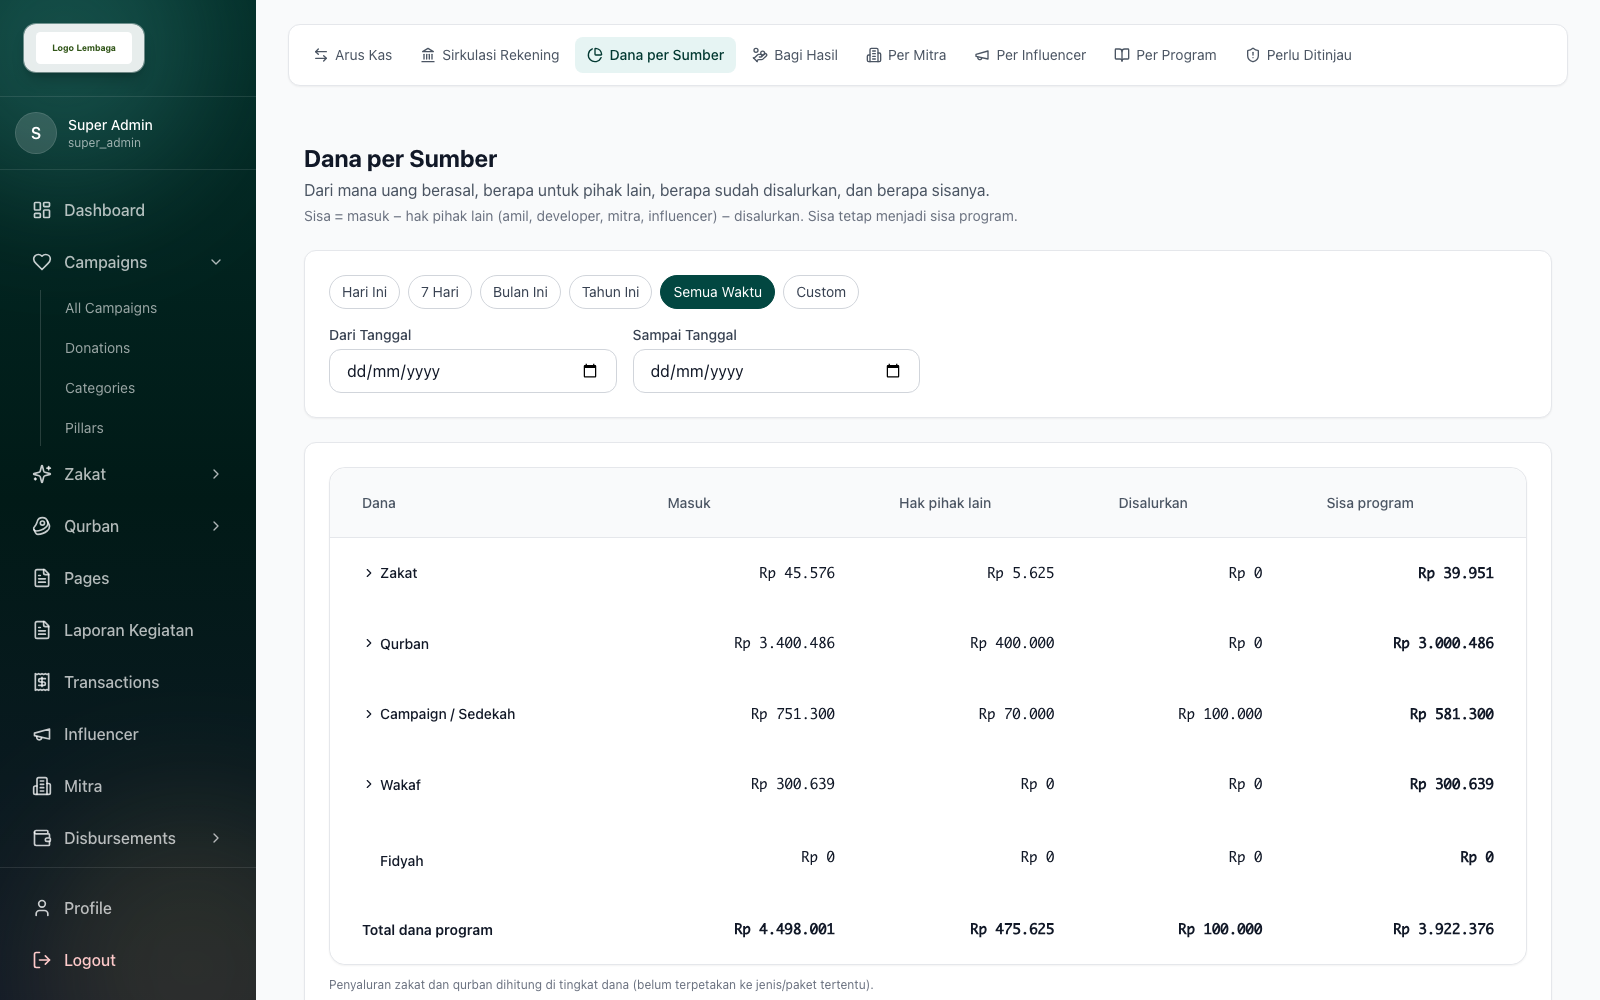 Logo Lembaga
S
Super Admin
super_admin
Dashboard
Campaigns
All Campaigns
Donations
Categories
Pillars
Zakat
Qurban
Pages
Laporan Kegiatan
Transactions
Influencer
Mitra
Disbursements
Profile
Logout
Arus Kas
Sirkulasi Rekening
Dana per Sumber
Bagi Hasil
Per Mitra
Per Influencer
Per Program
Perlu Ditinjau
Dana per Sumber
Dari mana uang berasal, berapa untuk pihak lain, berapa sudah disalurkan, dan berapa sisanya.
Sisa = masuk − hak pihak lain (amil, developer, mitra, influencer) − disalurkan. Sisa tetap menjadi sisa program.
Hari Ini 7 Hari Bulan Ini Tahun Ini Semua Waktu Custom
Dari Tanggal Sampai Tanggal
dd/mm/yyyy dd/mm/yyyy
Dana Masuk Hak pihak lain Disalurkan Sisa program
Zakat Rp 45.576 Rp 5.625 Rp 0 Rp 39.951
Qurban Rp 3.400.486 Rp 400.000 Rp 0 Rp 3.000.486
Campaign / Sedekah Rp 751.300 Rp 70.000 Rp 100.000 Rp 581.300
Wakaf Rp 300.639 Rp 0 Rp 0 Rp 300.639
Fidyah Rp 0 Rp 0 Rp 0 Rp 0
Total dana program Rp 4.498.001 Rp 475.625 Rp 100.000 Rp 3.922.376
Penyaluran zakat dan qurban dihitung di tingkat dana (belum terpetakan ke jenis/paket tertentu).